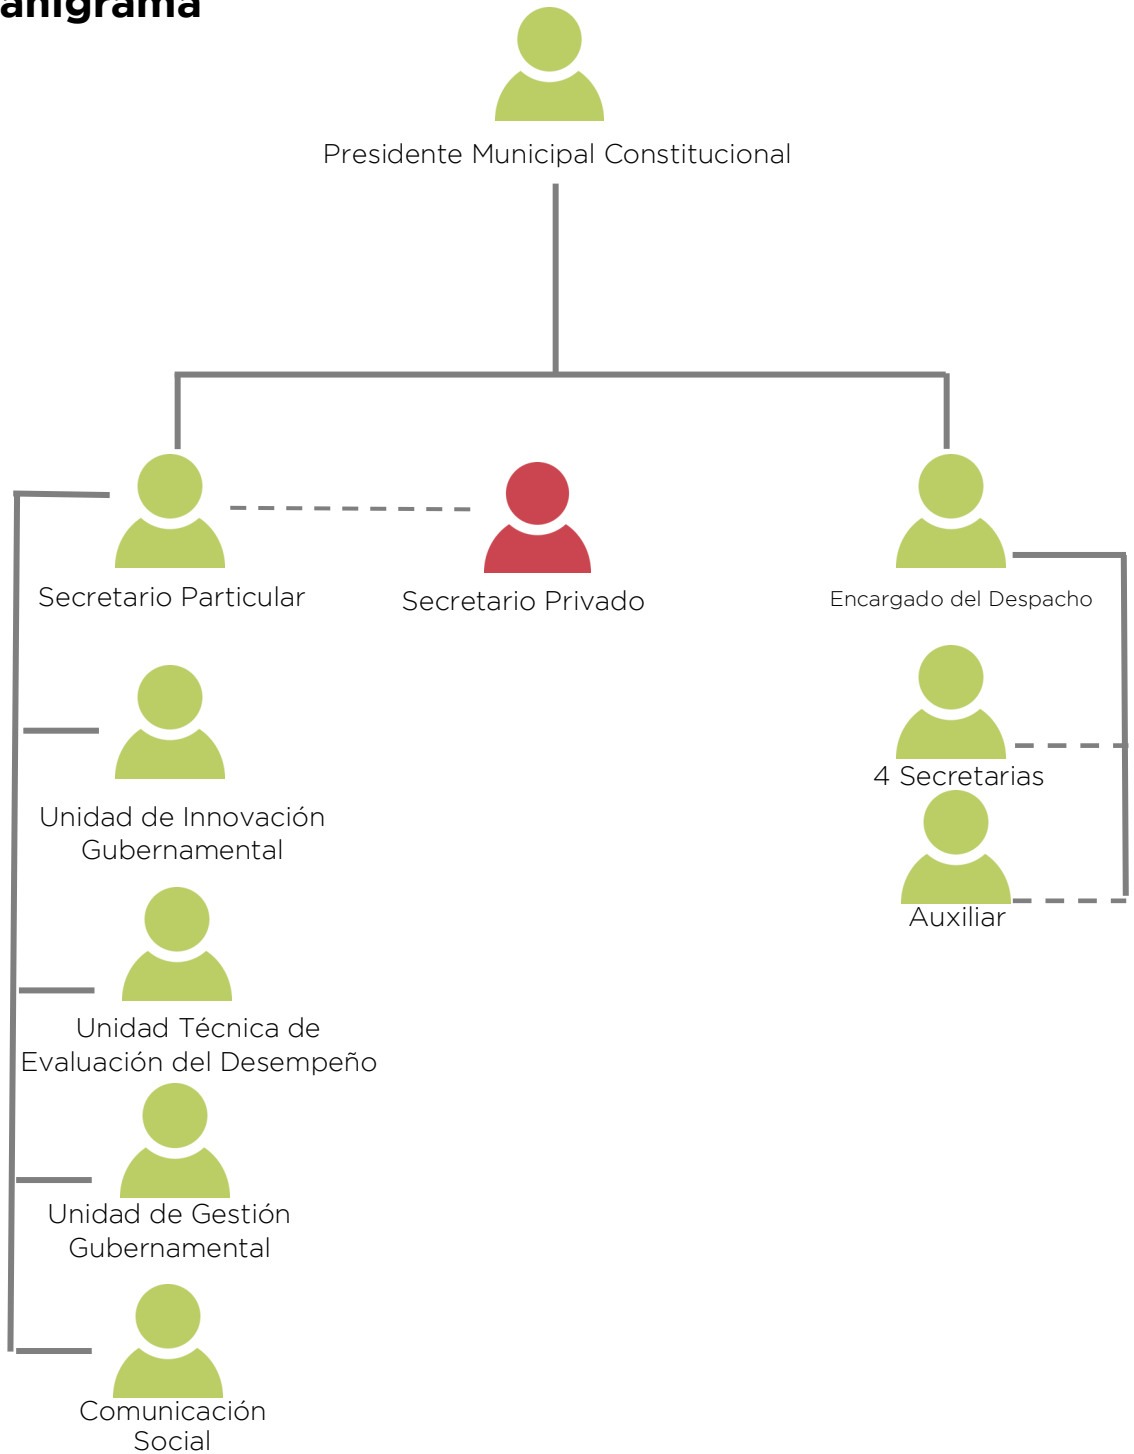 anigrama
Presidente Municipal Constitucional
Secretario Particular
Secretario Privado
Encargado del Despacho
4 Secretarias
Auxiliar
Unidad de Innovación
Gubernamental
Unidad Técnica de
Evaluación del Desempeño
Unidad de Gestión
Gubernamental
Comunicación
Social